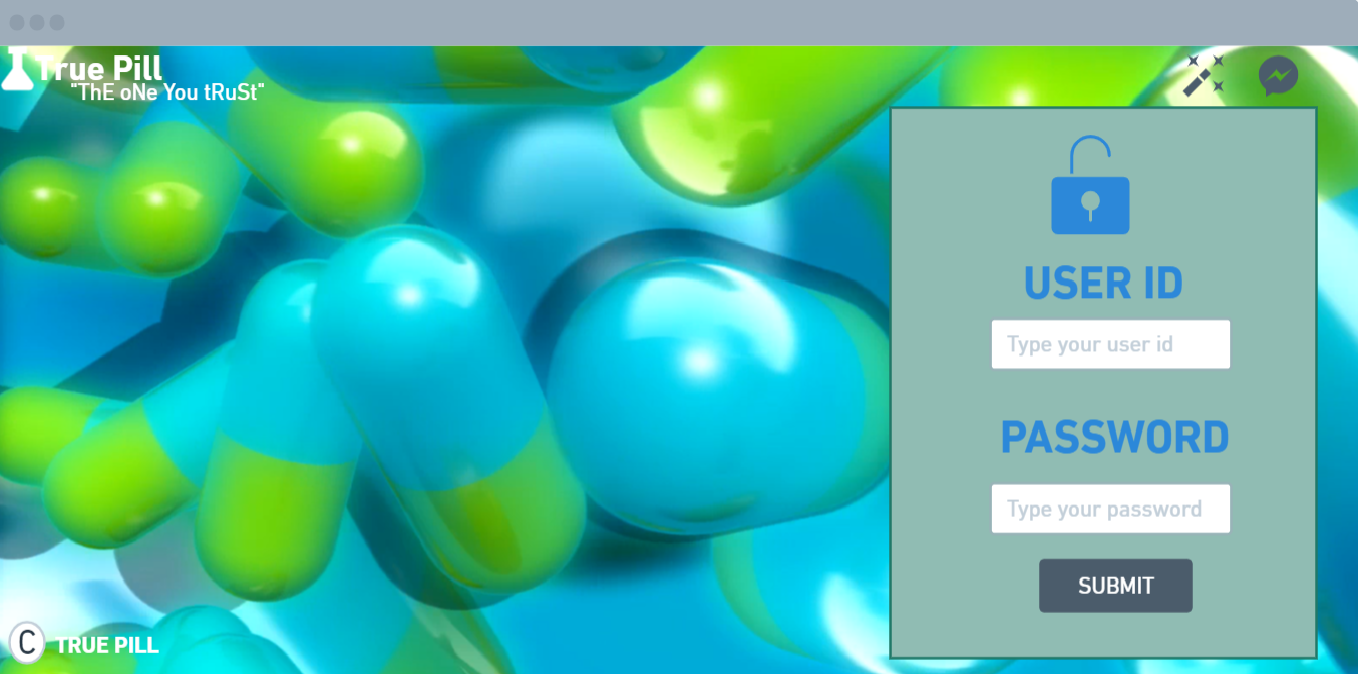 True Pill
"ThE oNe You tRuSt"
USER ID
Type your user id
PASSWORD
Type your password
SUBMIT
C TRUE PILL